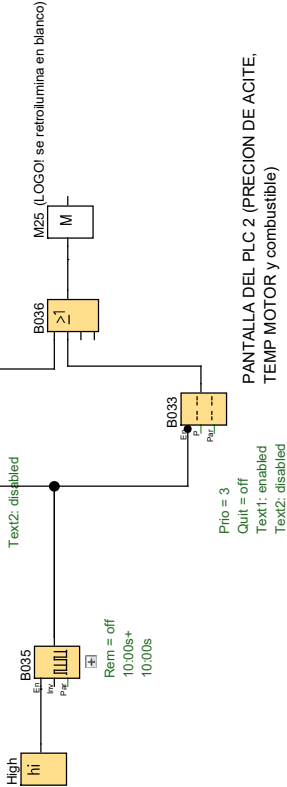 Text2: disabled
High
hi
B035
En
Inv
Par
Rem = off
10:00s+
10:00s
B036
≥1
M25 (LOGO! se retroilumina en blanco)
M
B033
En
P
Par
Prio = 3
Quit = off
Text1: enabled
Text2: disabled
PANTALLA DEL PLC 2 (PRECION DE ACITE,
TEMP MOTOR y combustible)